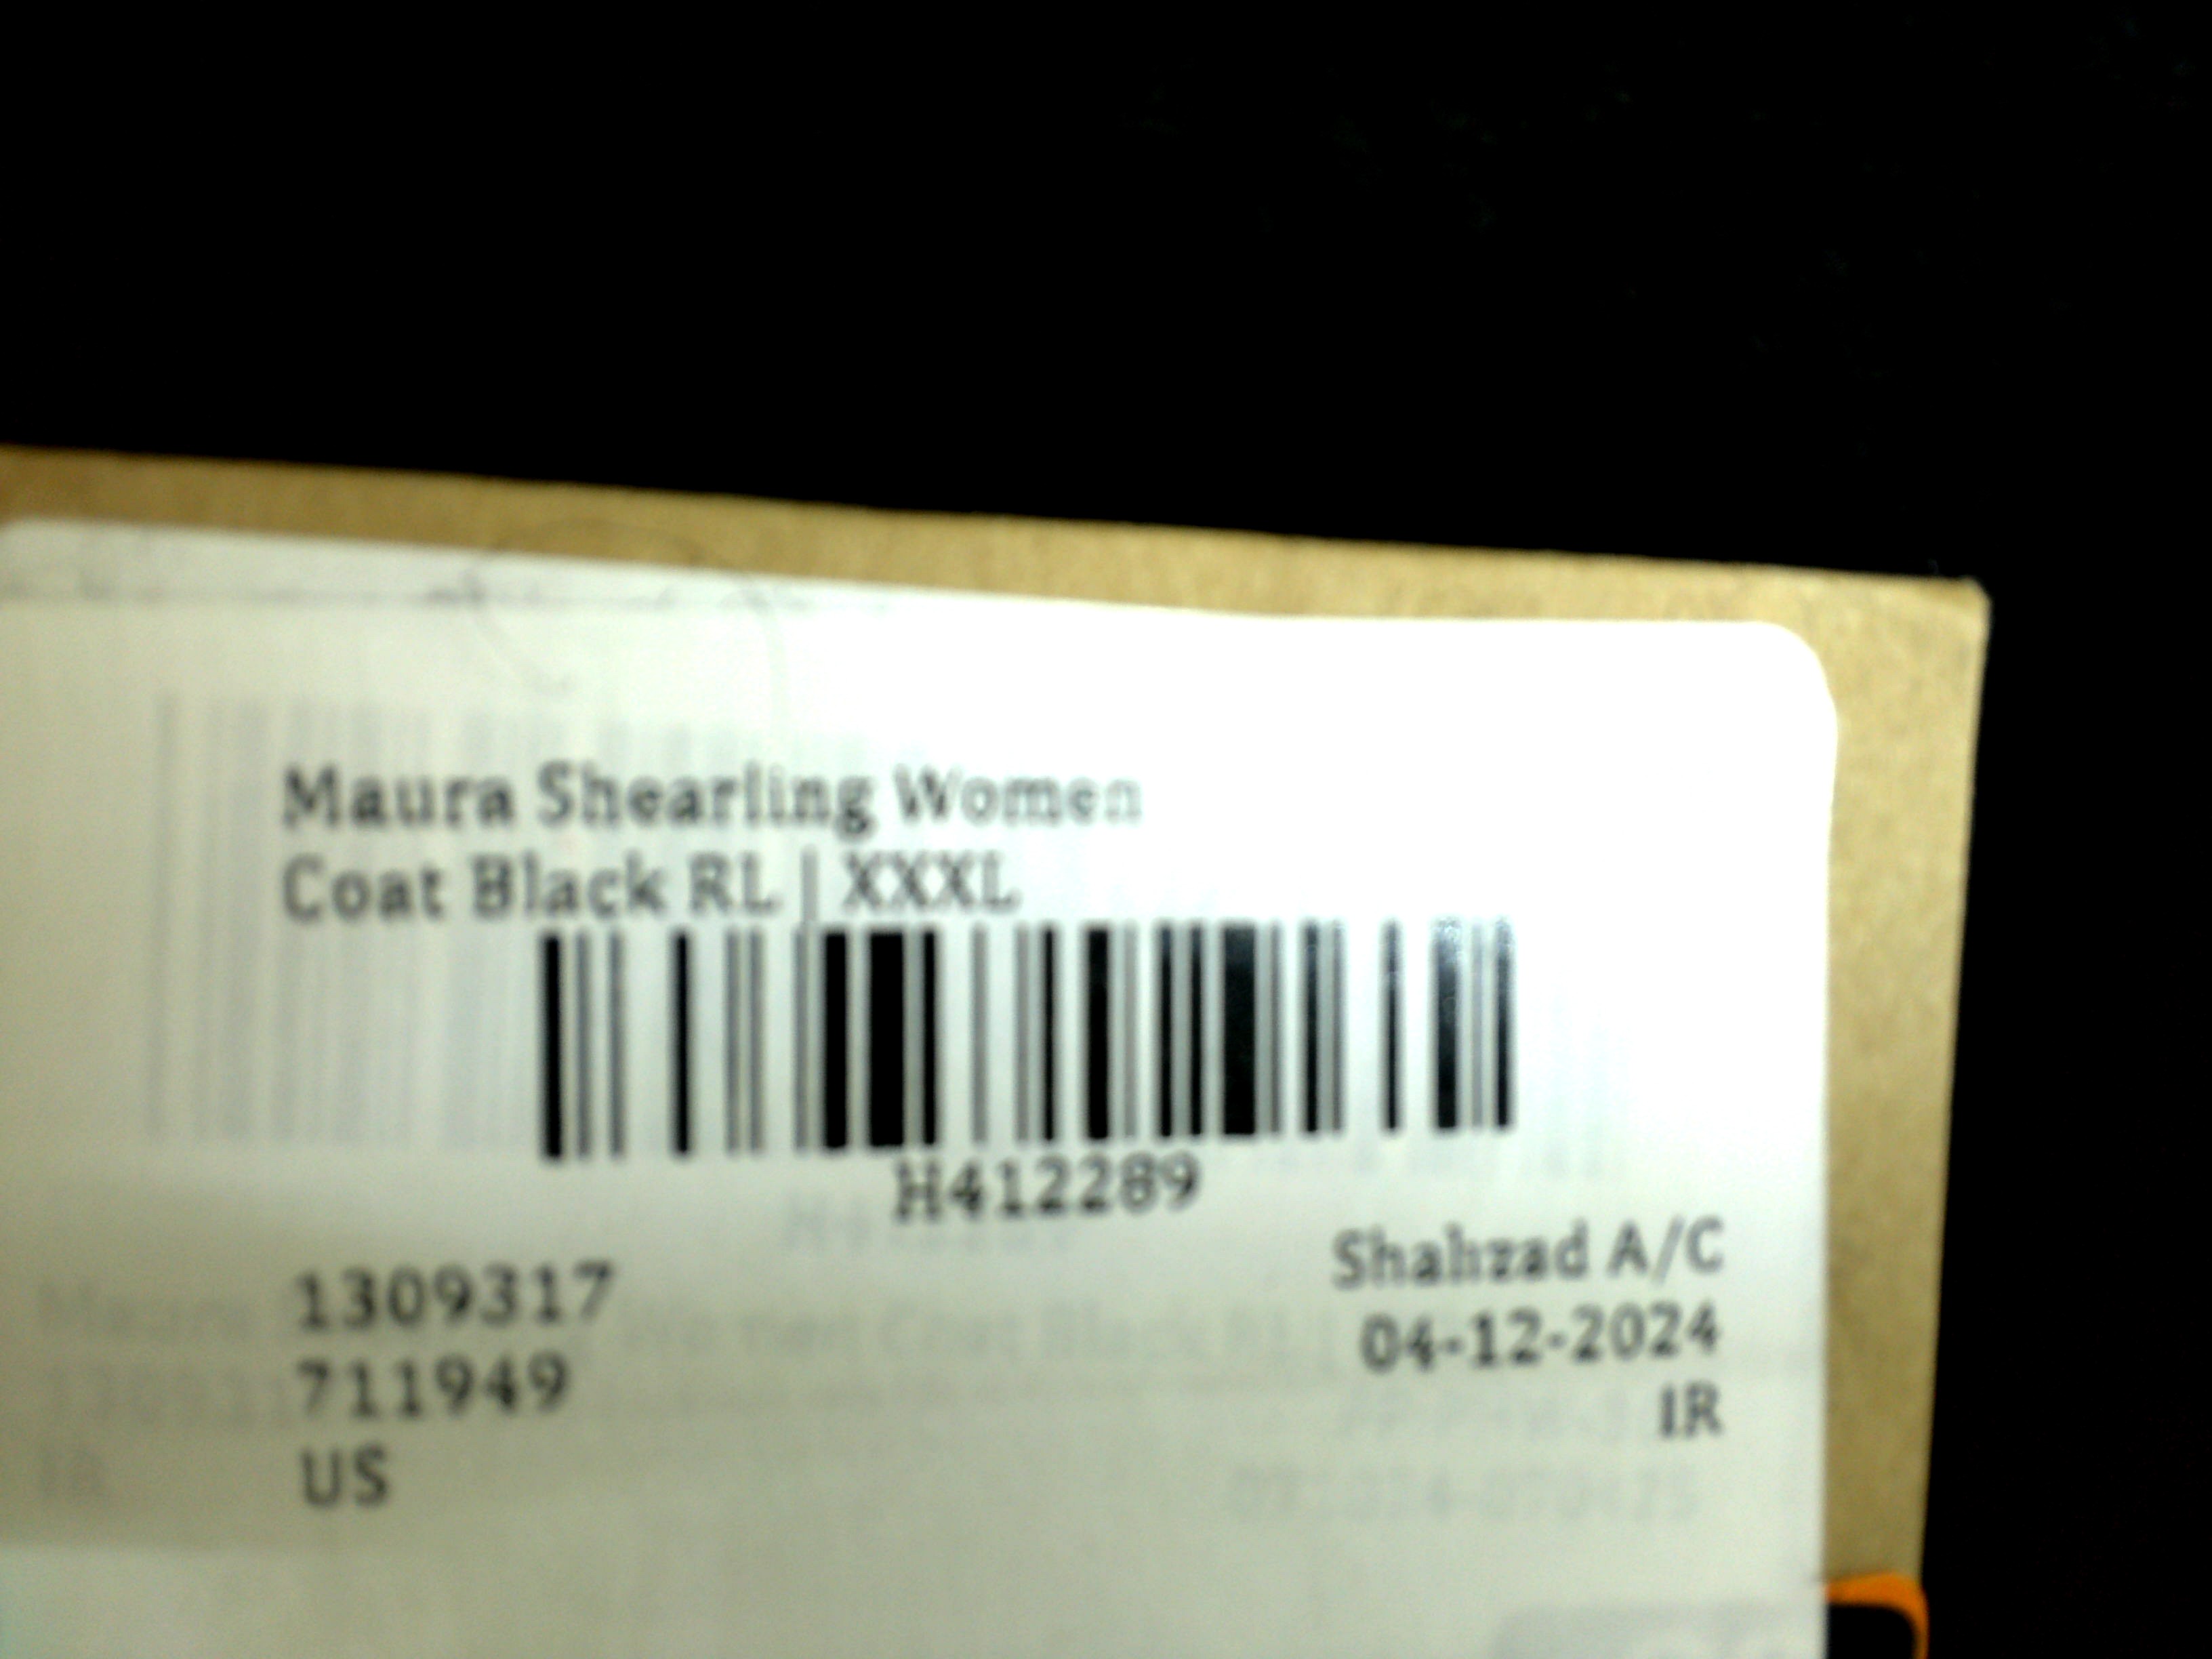 Maura Shearling Women
Coat Black RL | XXXL
H412289
1309317
711949
US
Shahzad A/C
04-12-2024
IR